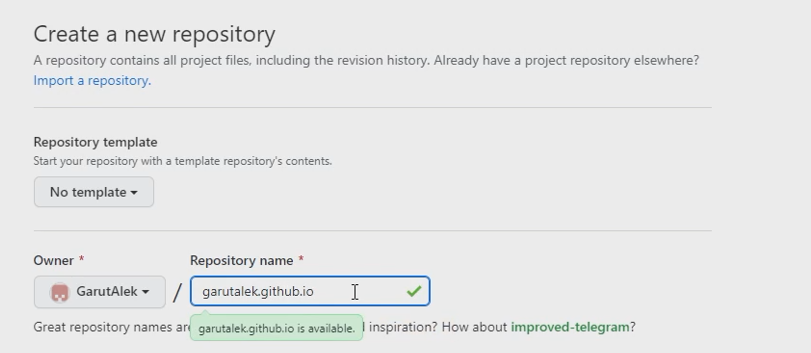 Create a new repository
A repository contains all project files, including the revision history. Already have a project repository elsewhere?
Import a repository.
Repository template
Start your repository with a template repository's contents.
No template
Owner * Repository name *
GarutAlek / garutalek.github.io
garutalek.github.io is available.
Great repository names are inspiration? How about improved-telegram?